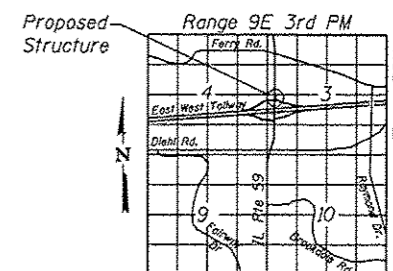 Proposed
Structure
Range 9E 3rd PM
Ferry Rd.
4
3
East West Tollway
Diehl Rd.
N
IL Rte 59
Raymond Dr.
9
10
Fairway
Dr
Brookdale Rd